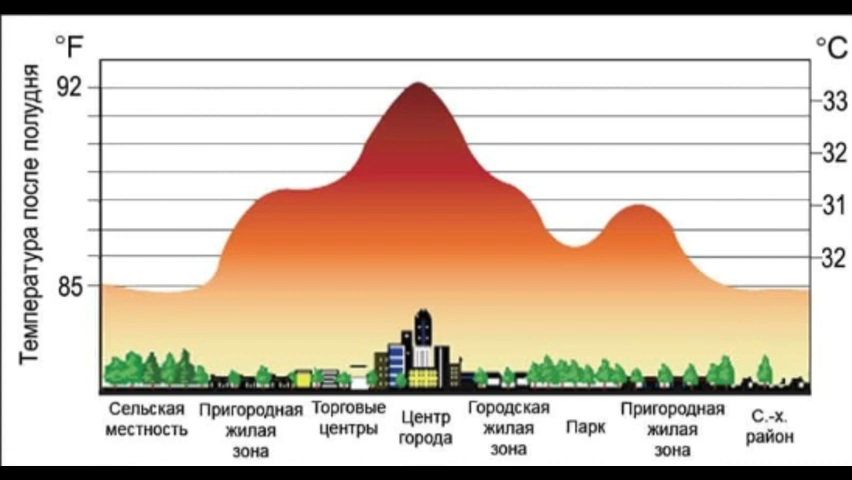 °F
°C
Температура после полудня
92
85
33
32
31
32
Сельская
местность
Пригородная
жилая
зона
Торговые
центры
Центр
города
Городская
жилая
зона
Парк
Пригородная
жилая
зона
С.-х.
район